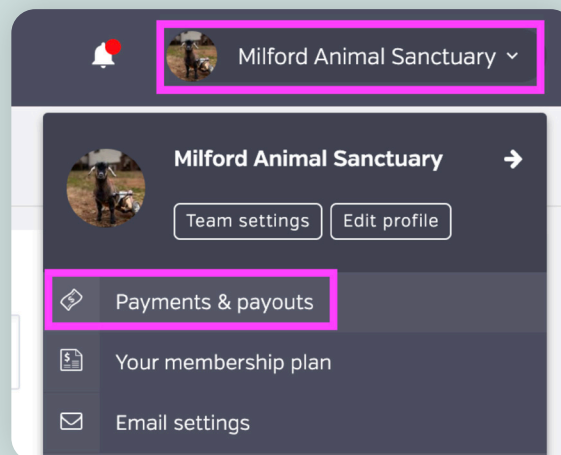 Milford Animal Sanctuary
Milford Animal Sanctuary
Team settings
Edit profile
Payments & payouts
Your membership plan
Email settings